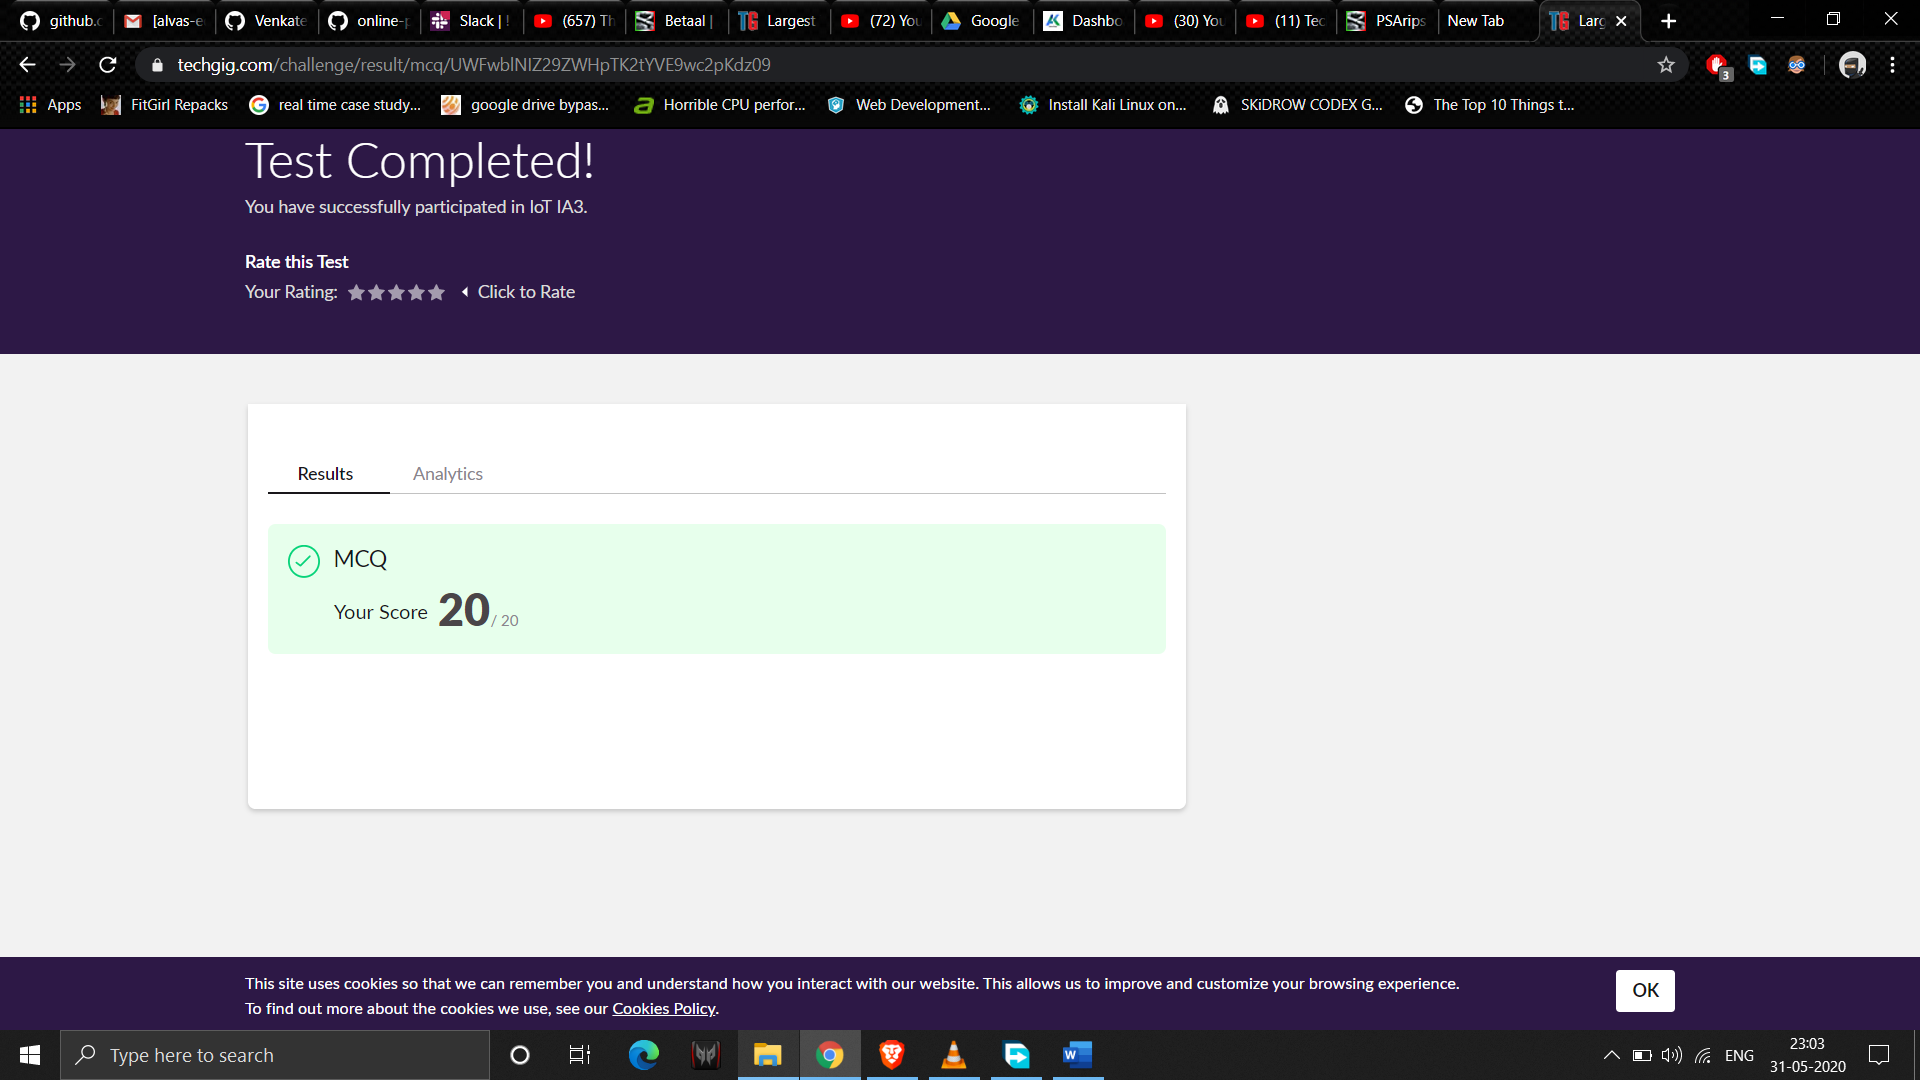 github.c
[alvas-e
Venkate
online-p
Slack | !
(657) Th
Betaal |
Largest
(72) You
Google
Dashbo
(30) You
(11) Tec
PSArips
New Tab
Larg
techgig.com/challenge/result/mcq/UWFwblNIZ29ZWHpTK2tYVE9wc2pKdz09
3
Apps
FitGirl Repacks
real time case study...
google drive bypas...
Horrible CPU perfor...
Web Development...
Install Kali Linux on...
SKiDROW CODEX G...
The Top 10 Things t...
Test Completed!
You have successfully participated in IoT IA3.
Rate this Test
Your Rating:
Click to Rate
Results
Analytics
MCQ
Your Score 20 / 20
This site uses cookies so that we can remember you and understand how you interact with our website. This allows us to improve and customize your browsing experience.
To find out more about the cookies we use, see our Cookies Policy.
OK
Type here to search
ENG
23:03
31-05-2020